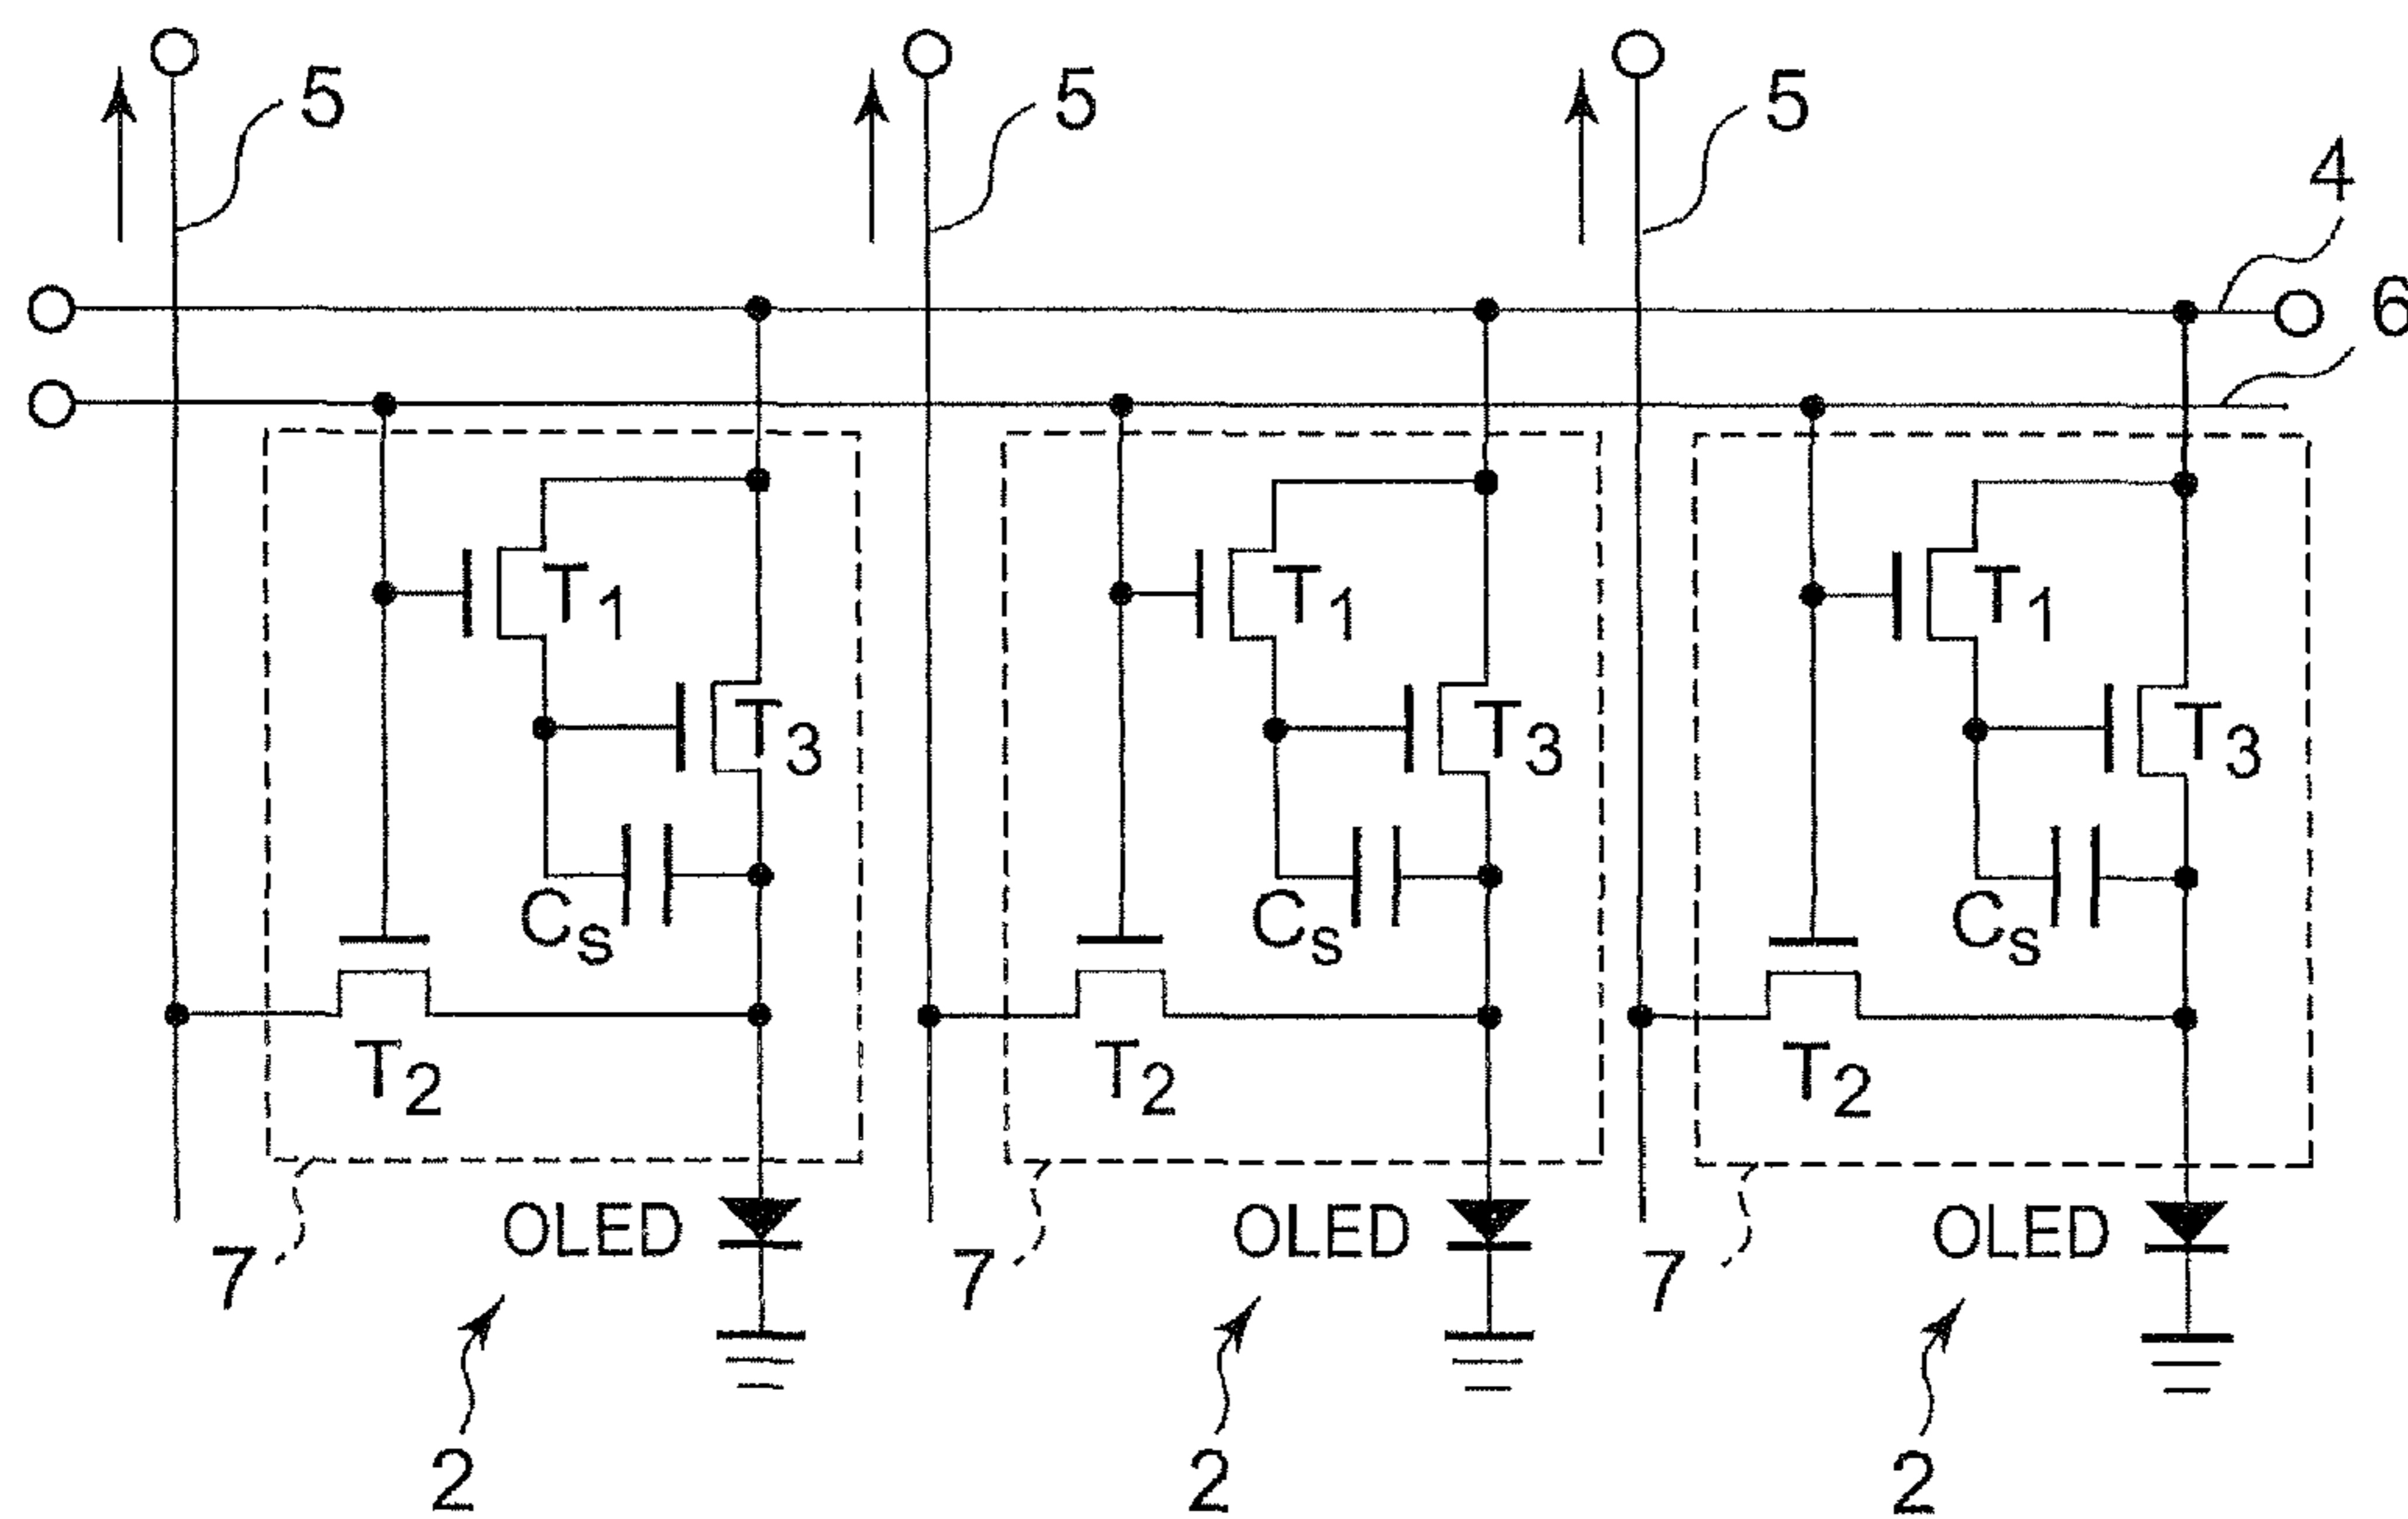 5 5 5
4
6
T1 T1 T1
T3 T3 T3
Cs Cs Cs
T2 T2 T2
OLED OLED OLED
7 7 7
2 2 2